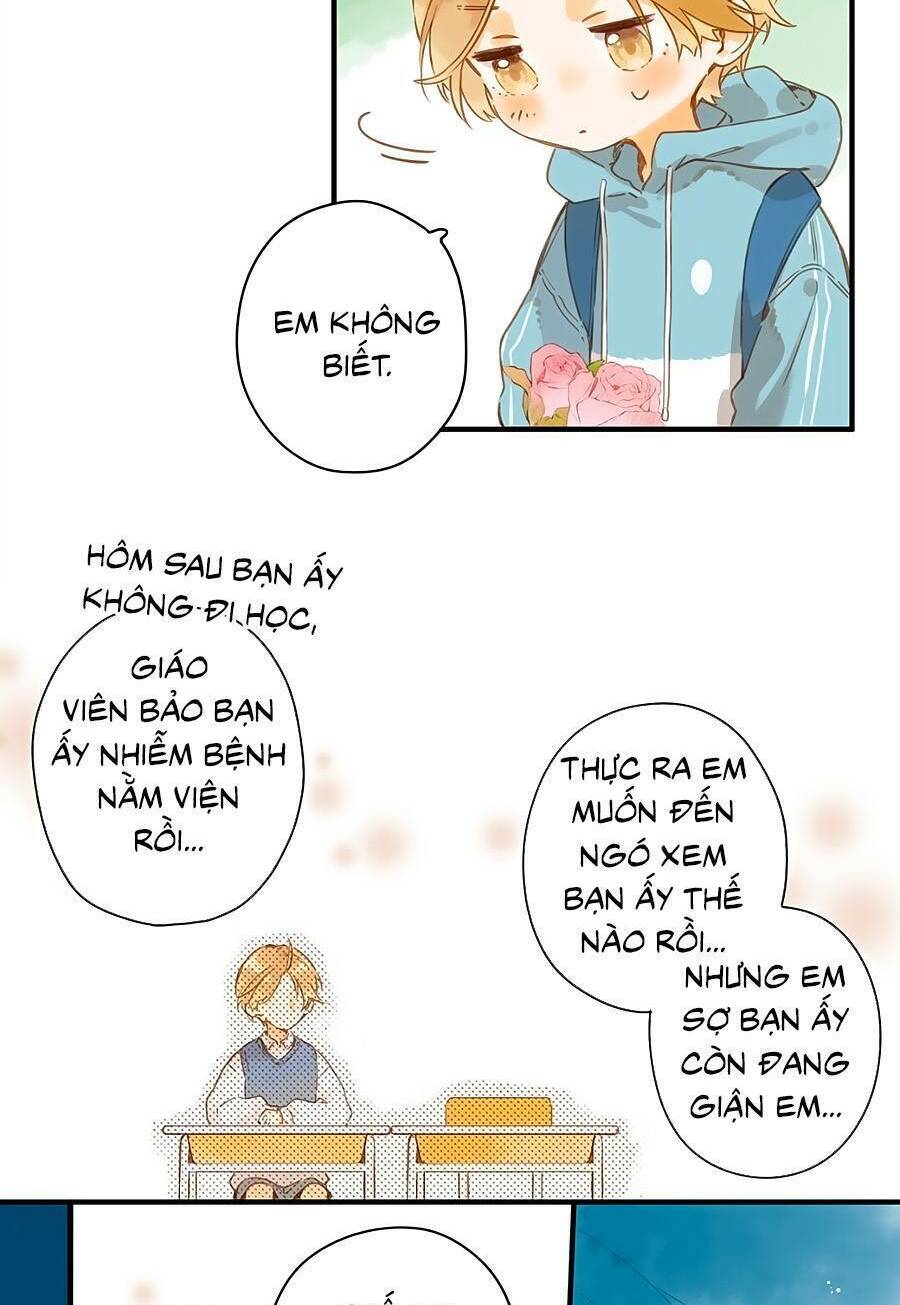 EM KHÔNG
BIẾT.
HÔM SAU BẠN ẤY
KHÔNG ĐI HỌC,
GIÁO
VIÊN BẢO BẠN
ẤY NHIỄM BỆNH
NẰM VIỆN
RỒI...
THỰC RA EM
MUỐN ĐẾN
NGÓ XEM
BẠN ẤY THẾ
NÀO RỒI...
NHƯNG EM
SỢ BẠN ẤY
CÒN ĐANG
GIẬN EM...